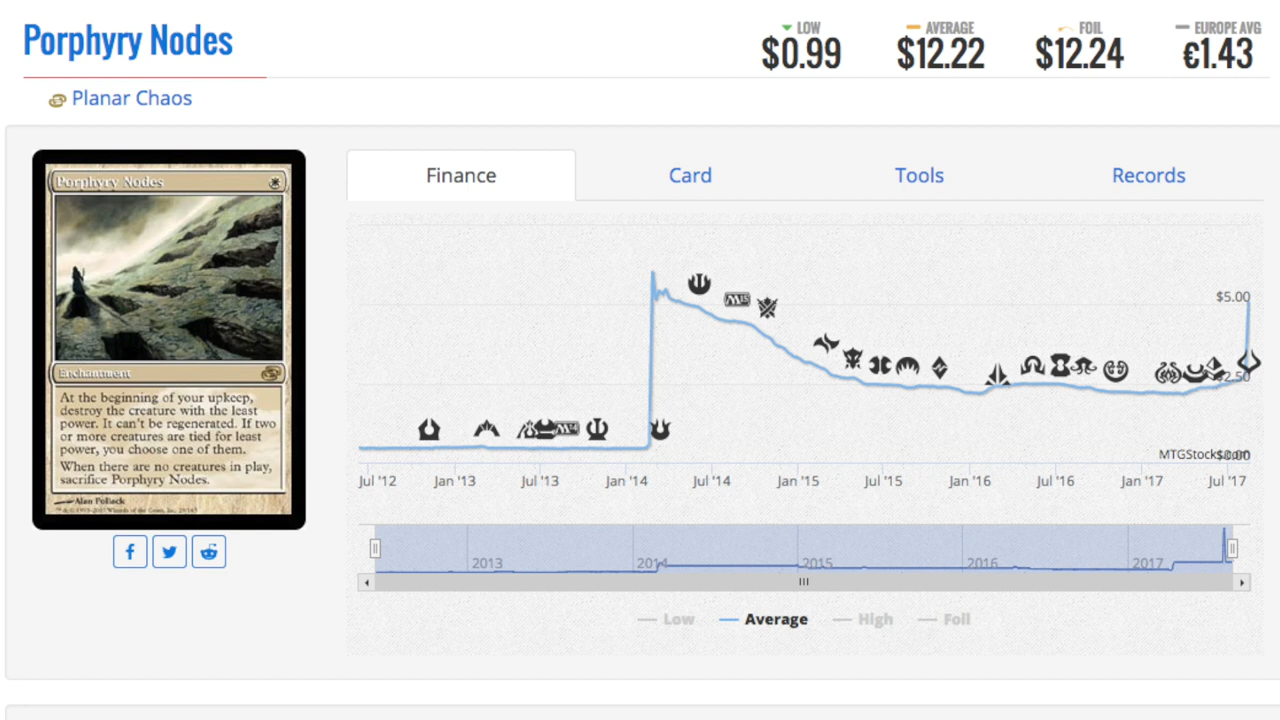 Porphyry Nodes
LOW
$0.99
AVERAGE
$12.22
FOIL
$12.24
EUROPE AVG
€1.43
Planar Chaos
Porphyry Nodes
Enchantment
At the beginning of your upkeep,
destroy the creature with the least
power. It can't be regenerated. If two
or more creatures are tied for least
power, you choose one of them.
When there are no creatures in play,
sacrifice Porphyry Nodes.
Alan Pollack
Finance
Card
Tools
Records
$5.00
$2.50
$0.00
M15
M14
MTGStocks.com
Jul '12
Jan '13
Jul '13
Jan '14
Jul '14
Jan '15
Jul '15
Jan '16
Jul '16
Jan '17
Jul '17
2013
2014
2015
2016
2017
Low
Average
High
Foil